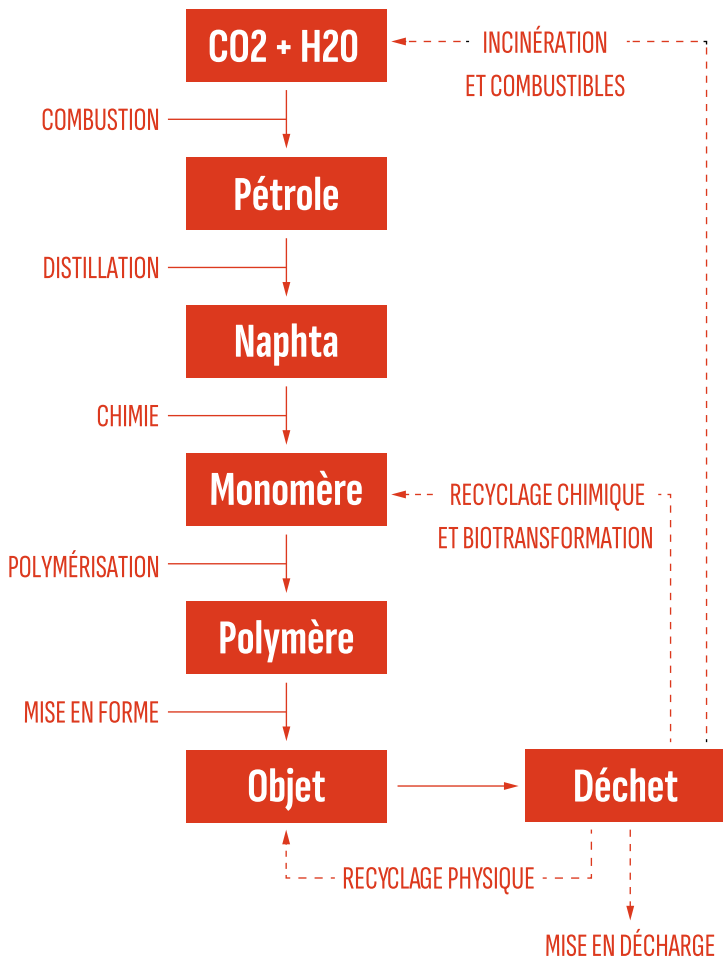 CO2 + H2O
INCINÉRATION
ET COMBUSTIBLES
COMBUSTION
Pétrole
DISTILLATION
Naphta
CHIMIE
Monomère
RECYCLAGE CHIMIQUE
ET BIOTRANSFORMATION
POLYMÉRISATION
Polymère
MISE EN FORME
Objet
Déchet
RECYCLAGE PHYSIQUE
MISE EN DÉCHARGE